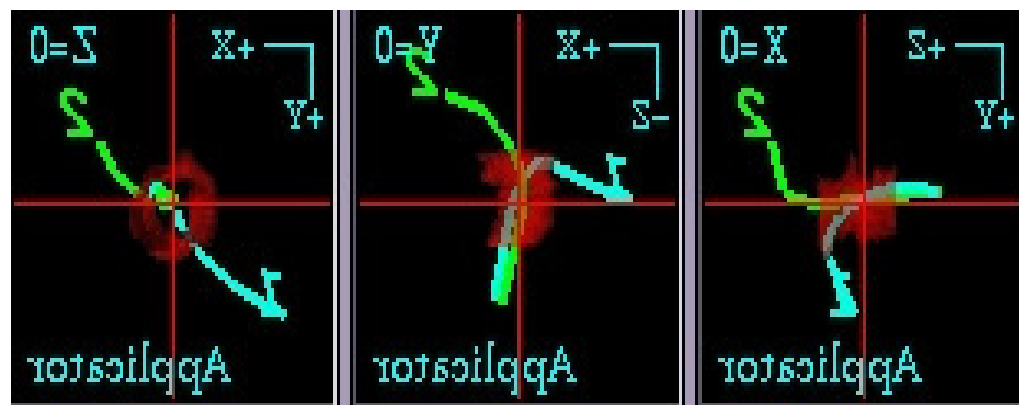 Z=0
+X
+Y
2
1
Applicator
Y=0
+X
-Z
2
1
Applicator
X=0
+Z
+Y
2
1
Applicator